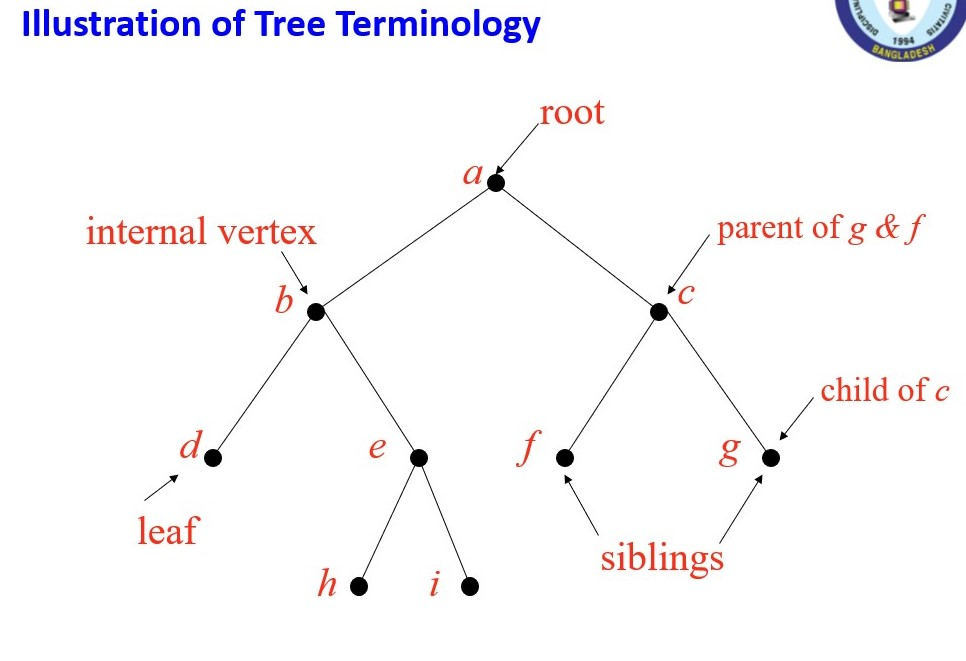 Illustration of Tree Terminology
1994
BANGLADESH
root
a
internal vertex
parent of g & f
b
c
child of c
d
e
f
g
leaf
siblings
h
i